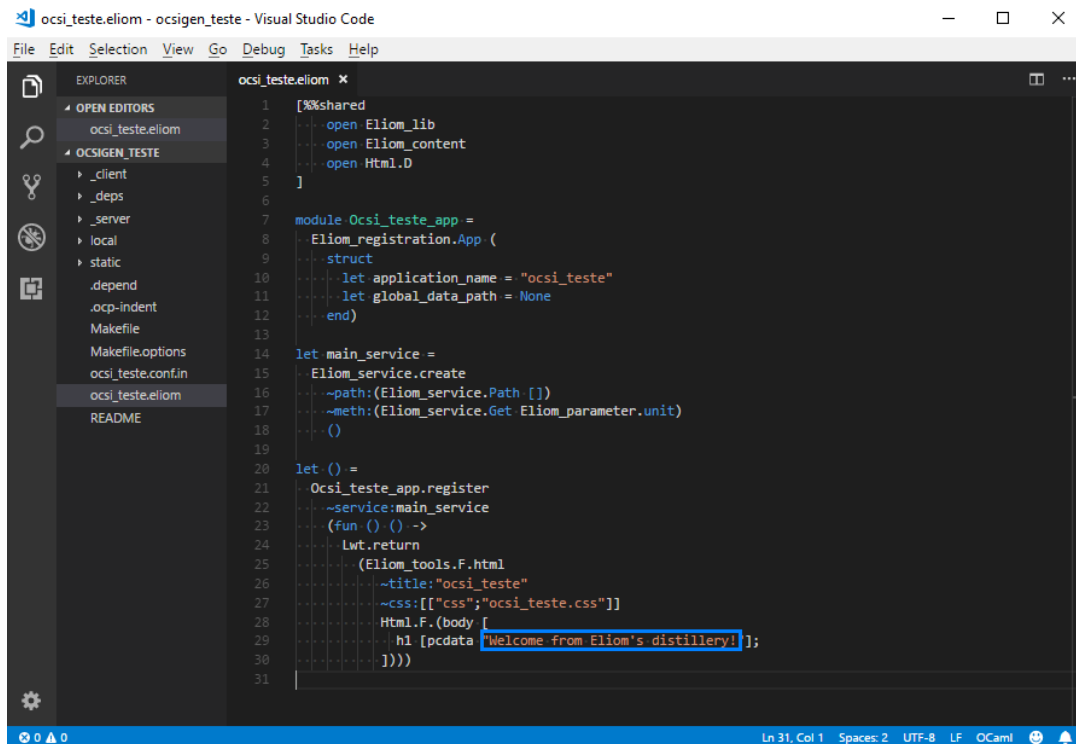 ocsi_teste.eliom - ocsigen_teste - Visual Studio Code
File Edit Selection View Go Debug Tasks Help
EXPLORER
OPEN EDITORS
ocsi_teste.eliom
OCSIGEN_TESTE
_client
_deps
_server
local
static
.depend
.ocp-indent
Makefile
Makefile.options
ocsi_teste.conf.in
ocsi_teste.eliom
README
ocsi_teste.eliom ×
1 [%%shared
2     open Eliom_lib
3     open Eliom_content
4     open Html.D
5 ]
6
7 module Ocsi_teste_app =
8   Eliom_registration.App (
9     struct
10       let application_name = "ocsi_teste"
11       let global_data_path = None
12     end)
13
14 let main_service =
15   Eliom_service.create
16     ~path:(Eliom_service.Path [])
17     ~meth:(Eliom_service.Get Eliom_parameter.unit)
18     ()
19
20 let () =
21   Ocsi_teste_app.register
22     ~service:main_service
23     (fun () () ->
24       Lwt.return
25         (Eliom_tools.F.html
26            ~title:"ocsi_teste"
27            ~css:[["css";"ocsi_teste.css"]]
28            Html.F.(body [
29              h1 [pcdata "Welcome from Eliom's distillery!"];
30            ])))
31
0 0 Ln 31, Col 1 Spaces: 2 UTF-8 LF OCaml